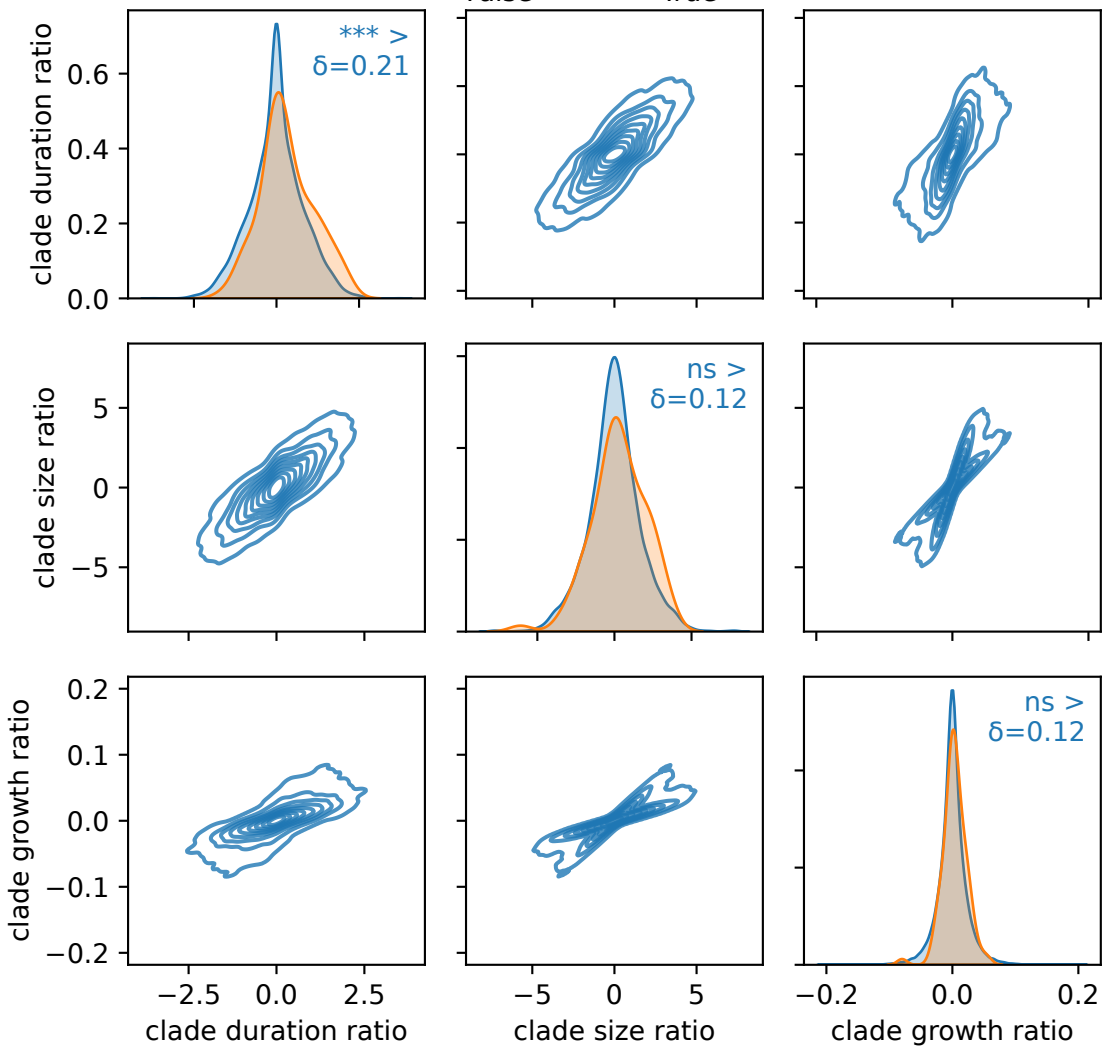 clade duration ratio
0.6
0.4
0.2
0.0
*** >
δ=0.21
clade size ratio
5
0
−5
ns >
δ=0.12
clade growth ratio
0.2
0.1
0.0
−0.1
−0.2
ns >
δ=0.12
−2.5 0.0 2.5
−5 0 5
−0.2 0.0 0.2
clade duration ratio
clade size ratio
clade growth ratio